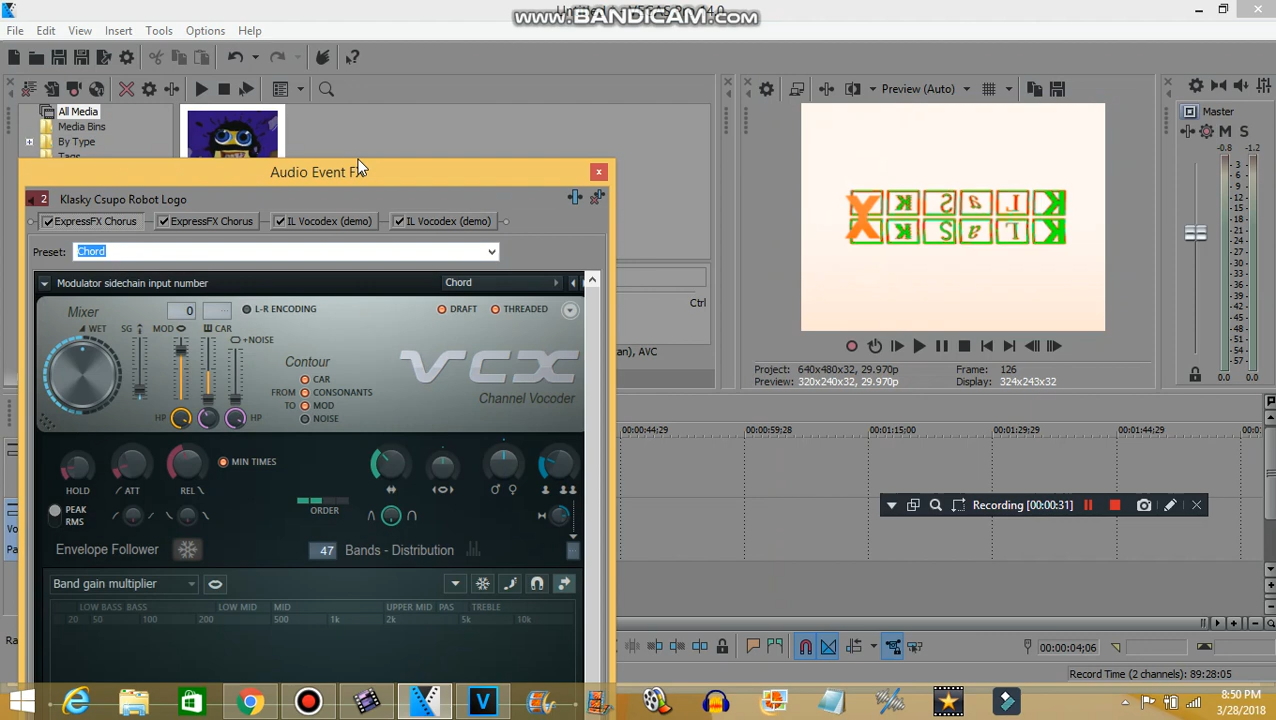 www.BANDICAM.com
File Edit View Insert Tools Options Help
All Media
Media Bins
By Type
Tags
Preview (Auto)
Master
M S
-0.8 -1.2
3
6
9
12
15
18
21
24
27
30
33
36
39
42
45
48
51
54
57
0.0 0.0
Audio Event FX
2 Klasky Csupo Robot Logo
ExpressFX Chorus ExpressFX Chorus IL Vocodex (demo) IL Vocodex (demo)
Preset: Chord
Modulator sidechain input number Chord
Mixer 0 L-R ENCODING DRAFT THREADED
WET SG MOD CAR
+NOISE
Contour
CAR
FROM CONSONANTS
TO MOD
NOISE
HP HP
VCX
Channel Vocoder
MIN TIMES
HOLD ATT REL
ORDER
PEAK
RMS
Envelope Follower 47 Bands - Distribution
Band gain multiplier
LOW BASS BASS LOW MID MID UPPER MID PAS TREBLE
20 50 100 200 500 1k 2k 5k 10k
Ctrl
AVC
Project: 640x480x32, 29.970p Frame: 126
Preview: 320x240x32, 29.970p Display: 324x243x32
00:00:44;29 00:00:59;28 00:01:15;00 00:01:29;29 00:01:44;29
Recording [00:00:31]
00:00:04;06
Record Time (2 channels): 89:28:05
8:50 PM
3/28/2018